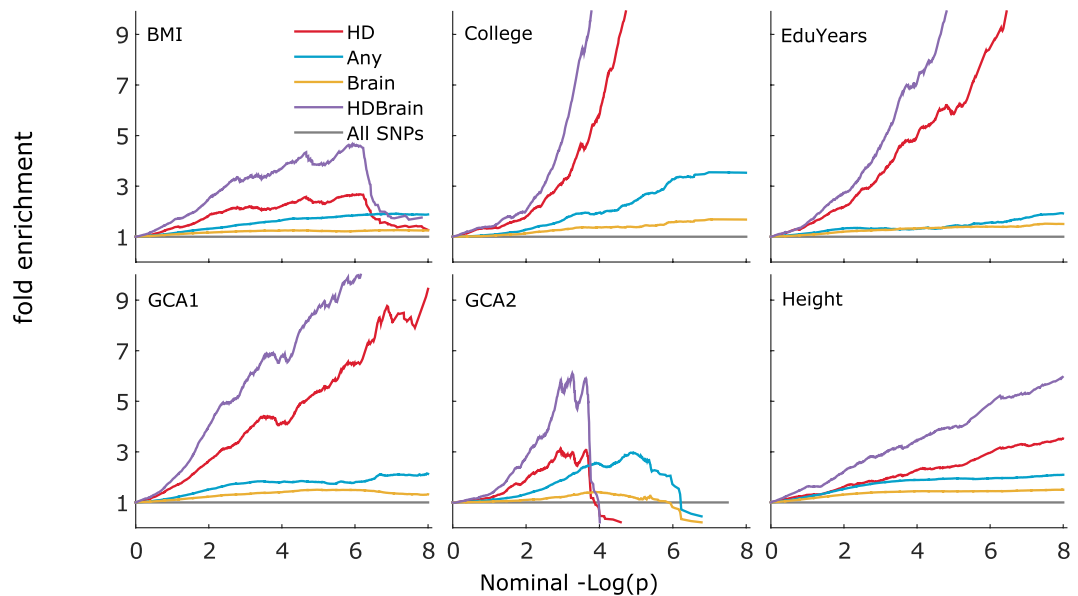 BMI
HD
Any
Brain
HDBrain
All SNPs
College
EduYears
9
7
5
3
1
fold enrichment
GCA1
GCA2
Height
9
7
5
3
1
0 2 4 6 8 0 2 4 6 8 0 2 4 6 8
Nominal -Log(p)